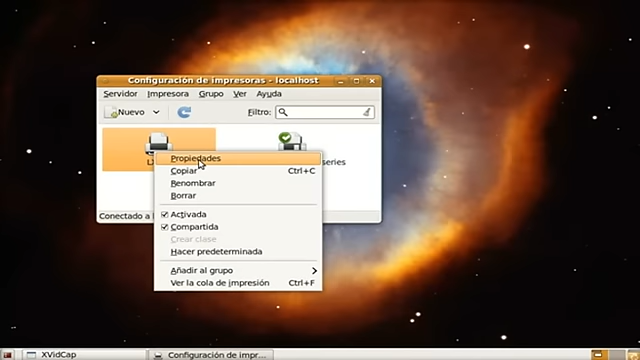 Configuración de impresoras - localhost
Servidor Impresora Grupo Ver Ayuda
Nuevo Filtro:
series
Propiedades
Copiar Ctrl+C
Renombrar
Borrar
Activada
Compartida
Crear clase
Hacer predeterminada
Añadir al grupo
Ver la cola de impresión Ctrl+F
Conectado a
XVidCap Configuración de impr...